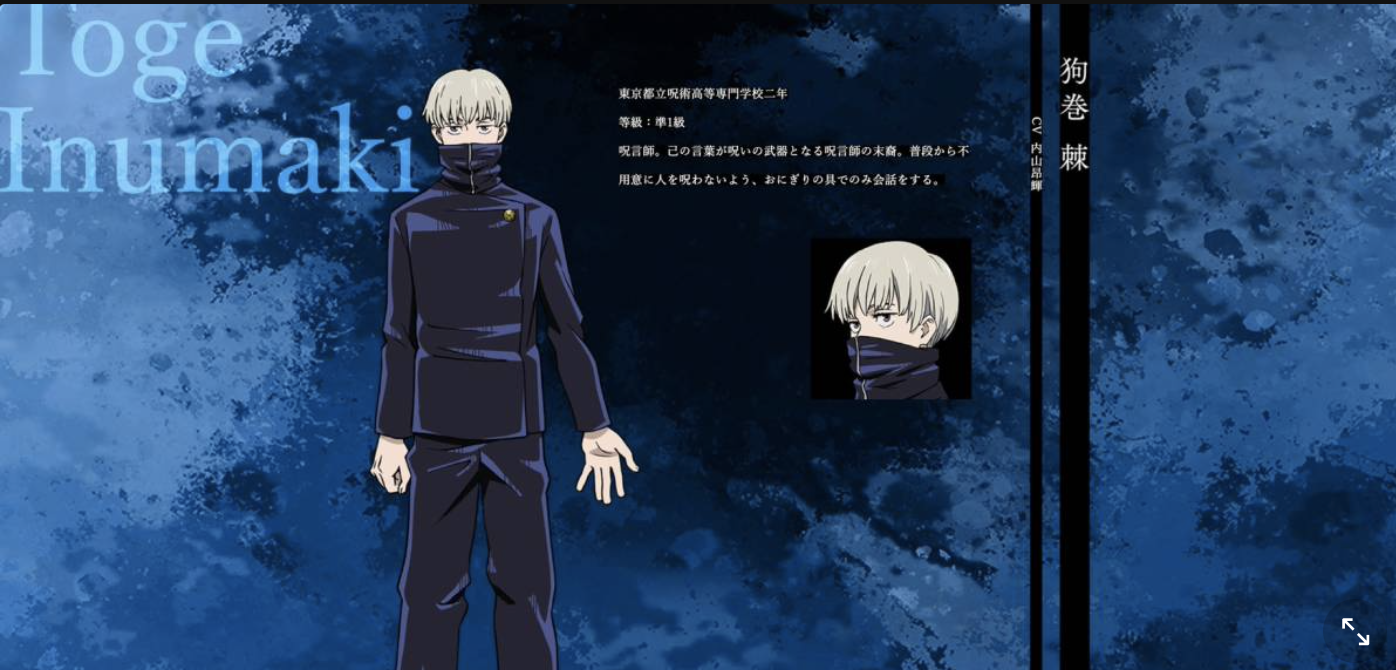 Toge
Inumaki
東京都立呪術高等専門学校二年
等級：準1級
呪言師。己の言葉が呪いの武器となる呪言師の末裔。普段から不
用意に人を呪わないよう、おにぎりの具でのみ会話をする。
狗巻 棘
CV 内山昂輝